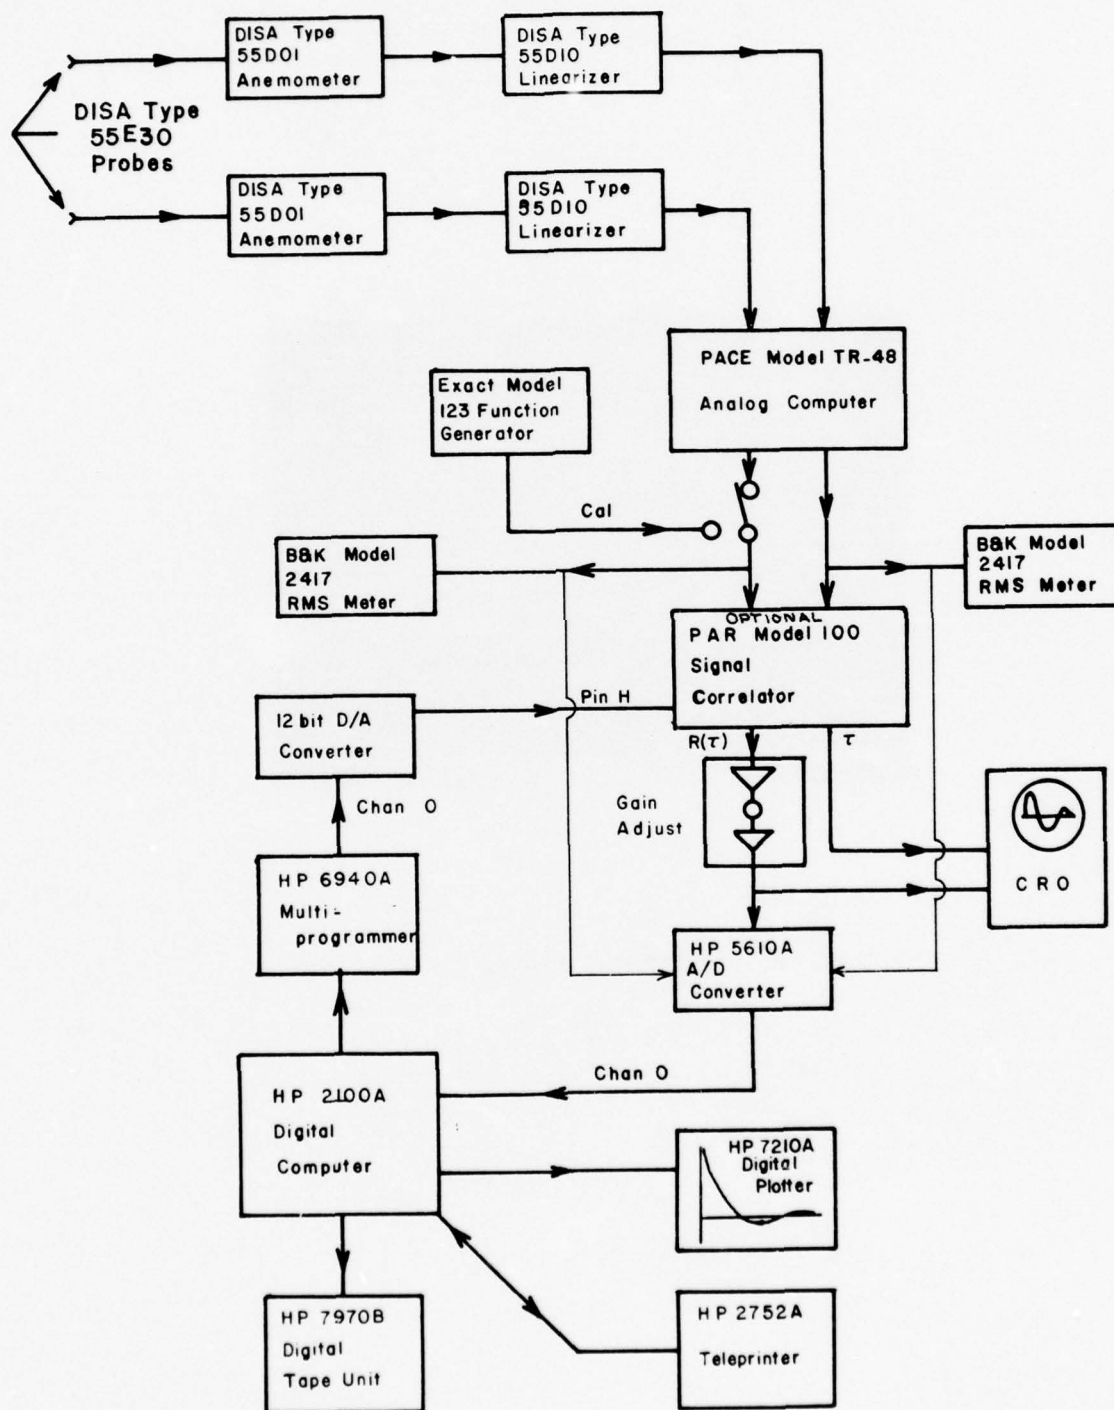 DISA Type
55D01
Anemometer
DISA Type
55D10
Linearizer
DISA Type
55E30
Probes
DISA Type
55D01
Anemometer
DISA Type
55D10
Linearizer
PACE Model TR-48
Analog Computer
Exact Model
123 Function
Generator
Cal
B&K Model
2417
RMS Meter
B&K Model
2417
RMS Meter
OPTIONAL
PAR Model 100
Signal
Correlator
Pin H
12 bit D/A
Converter
R(τ)
τ
Chan 0
Gain
Adjust
CRO
HP 6940A
Multi-
programmer
HP 5610A
A/D
Converter
Chan 0
HP 2100A
Digital
Computer
HP 7210A
Digital
Plotter
HP 7970B
Digital
Tape Unit
HP 2752A
Teleprinter